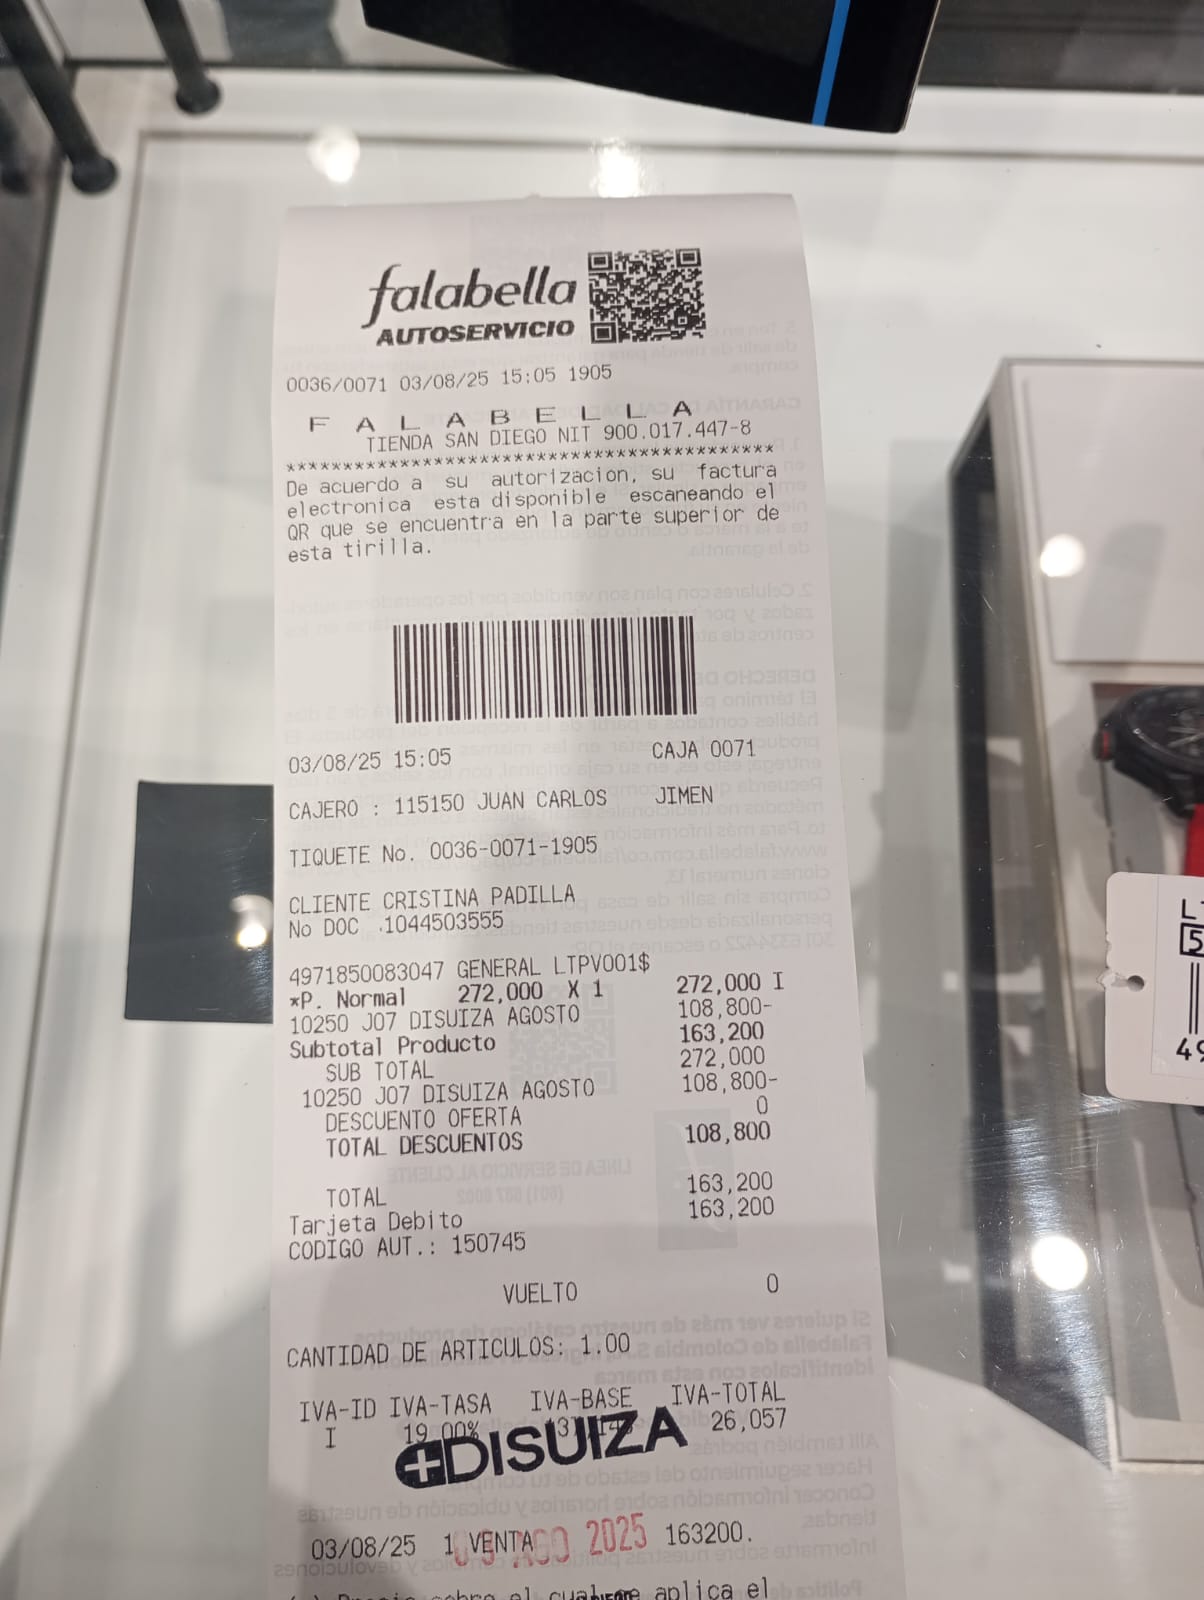 falabella
AUTOSERVICIO
0036/0071 03/08/25 15:05 1905
F A L A B E L L A
TIENDA SAN DIEGO NIT 900.017.447-8
*******************************************
De acuerdo a su autorizacion, su factura
electronica esta disponible escaneando el
QR que se encuentra en la parte superior de
esta tirilla.
03/08/25 15:05 CAJA 0071
CAJERO : 115150 JUAN CARLOS JIMEN
TIQUETE No. 0036-0071-1905
CLIENTE CRISTINA PADILLA
No DOC .1044503555
4971850083047 GENERAL LTPV001$
*P. Normal 272,000 X 1 272,000 I
10250 J07 DISUIZA AGOSTO 108,800-
Subtotal Producto 163,200
SUB TOTAL 272,000
10250 J07 DISUIZA AGOSTO 108,800-
DESCUENTO OFERTA 0
TOTAL DESCUENTOS 108,800
TOTAL 163,200
Tarjeta Debito 163,200
CODIGO AUT.: 150745
VUELTO 0
CANTIDAD DE ARTICULOS: 1.00
IVA-ID IVA-TASA IVA-BASE IVA-TOTAL
I 19.00% 26,057
DISUIZA
03/08/25 1 VENTA 163200.
AGO 2025
aplica el